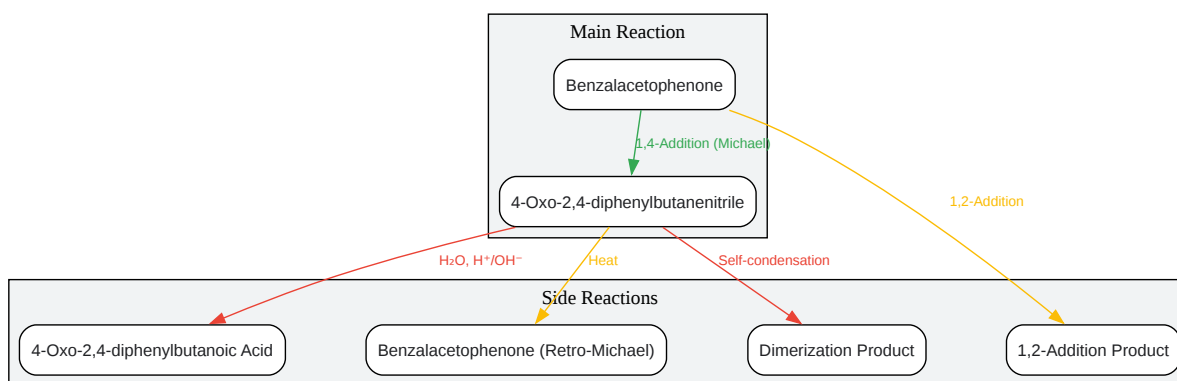 Main Reaction
Benzalacetophenone
1,4-Addition (Michael)
4-Oxo-2,4-diphenylbutanenitrile
1,2-Addition
H₂O, H⁺/OH⁻
Heat
Self-condensation
Side Reactions
4-Oxo-2,4-diphenylbutanoic Acid
Benzalacetophenone (Retro-Michael)
Dimerization Product
1,2-Addition Product